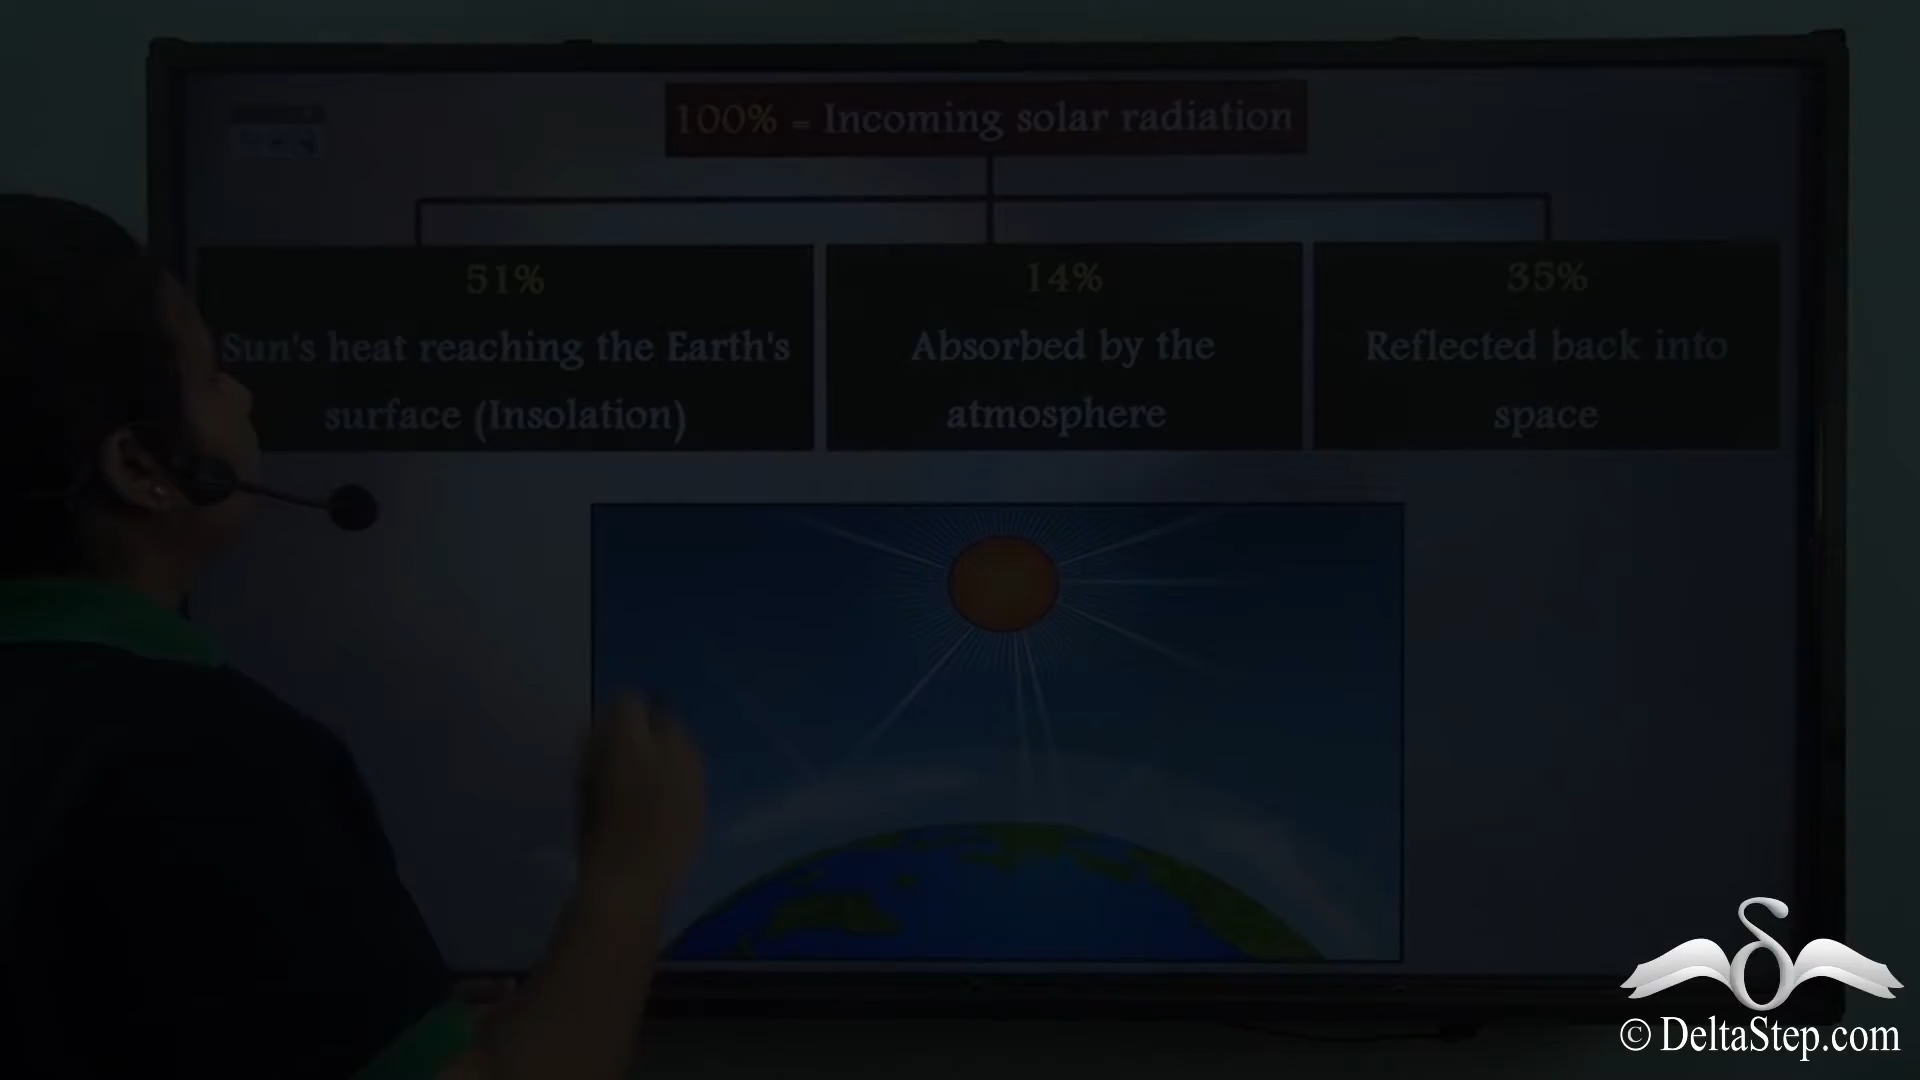 100% = Incoming solar radiation
51%
Sun's heat reaching the Earth's
surface (Insolation)
14%
Absorbed by the
atmosphere
35%
Reflected back into
space
© DeltaStep.com